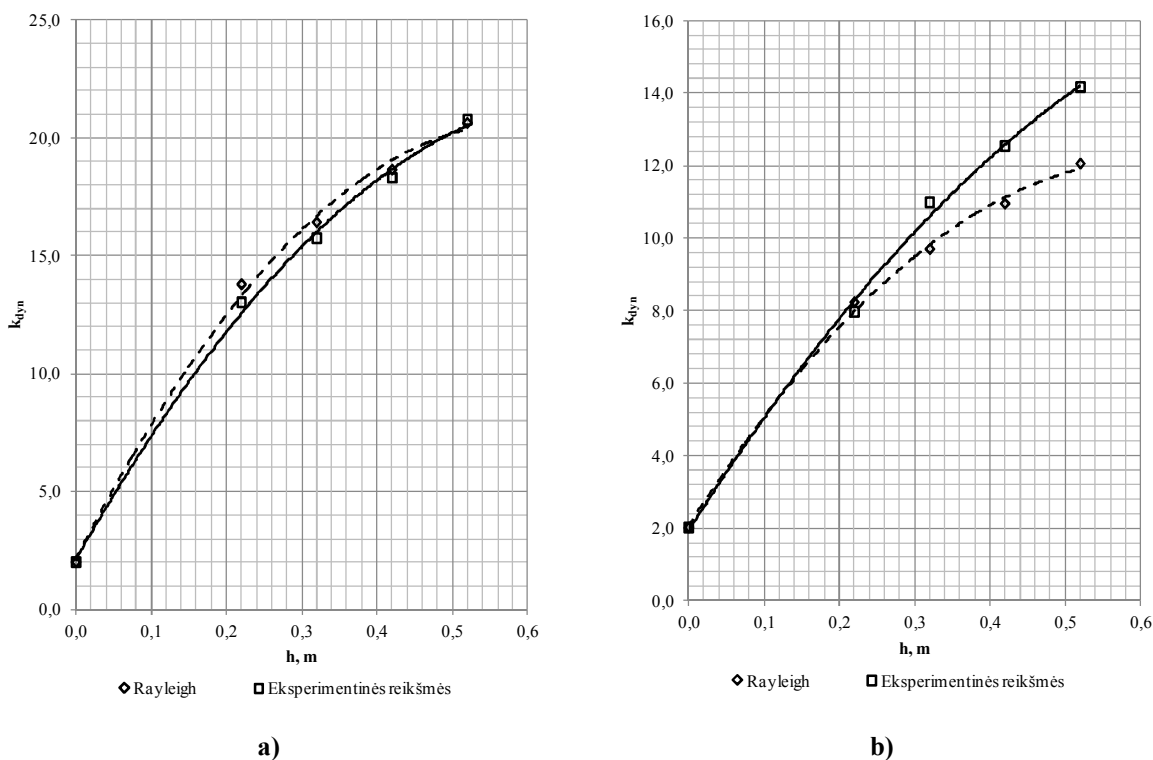 25,0
20,0
15,0
10,0
5,0
0,0
k_dyn
0,0 0,1 0,2 0,3 0,4 0,5 0,6
h, m
Rayleigh Eksperimentinės reikšmės
a)
16,0
14,0
12,0
10,0
8,0
6,0
4,0
2,0
0,0
k_dyn
0,0 0,1 0,2 0,3 0,4 0,5 0,6
h, m
Rayleigh Eksperimentinės reikšmės
b)